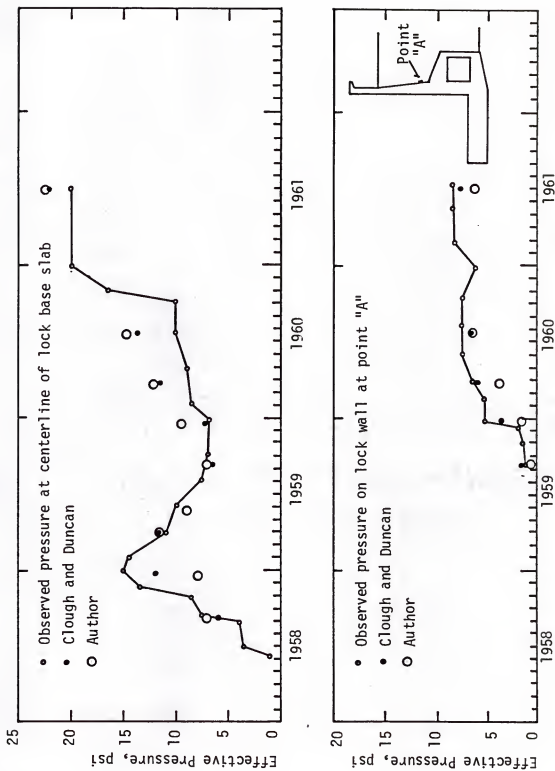 Effective Pressure, psi
25
20
15
10
5
0
Observed pressure at centerline of lock base slab
Clough and Duncan
Author
1958
1959
1960
1961
Effective Pressure, psi
15
10
5
0
Observed pressure on lock wall at point "A"
Clough and Duncan
Author
Point
"A"
1958
1959
1960
1961